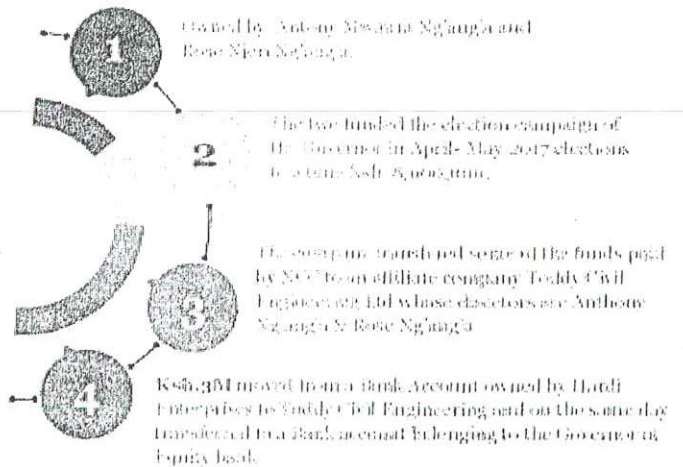 1
Owned by Antony Mwaura Ng'ang'a and
Rose Njeri Ng'ang'a.
2
The two funded the election campaign of
the Governor in April- May 2017 elections
to a tune Ksh.
3
The company transferred some of the funds paid
by NCC to an affiliate company Toddy Civil
Engineering Ltd whose directors are Anthony
Ng'ang'a & Rose Ng'ang'a
4
Ksh.3M moved from a Bank Account owned by Hardi
Enterprises to Toddy Civil Engineering and on the same day
transferred to a Bank account belonging to the Governor of
Equity bank